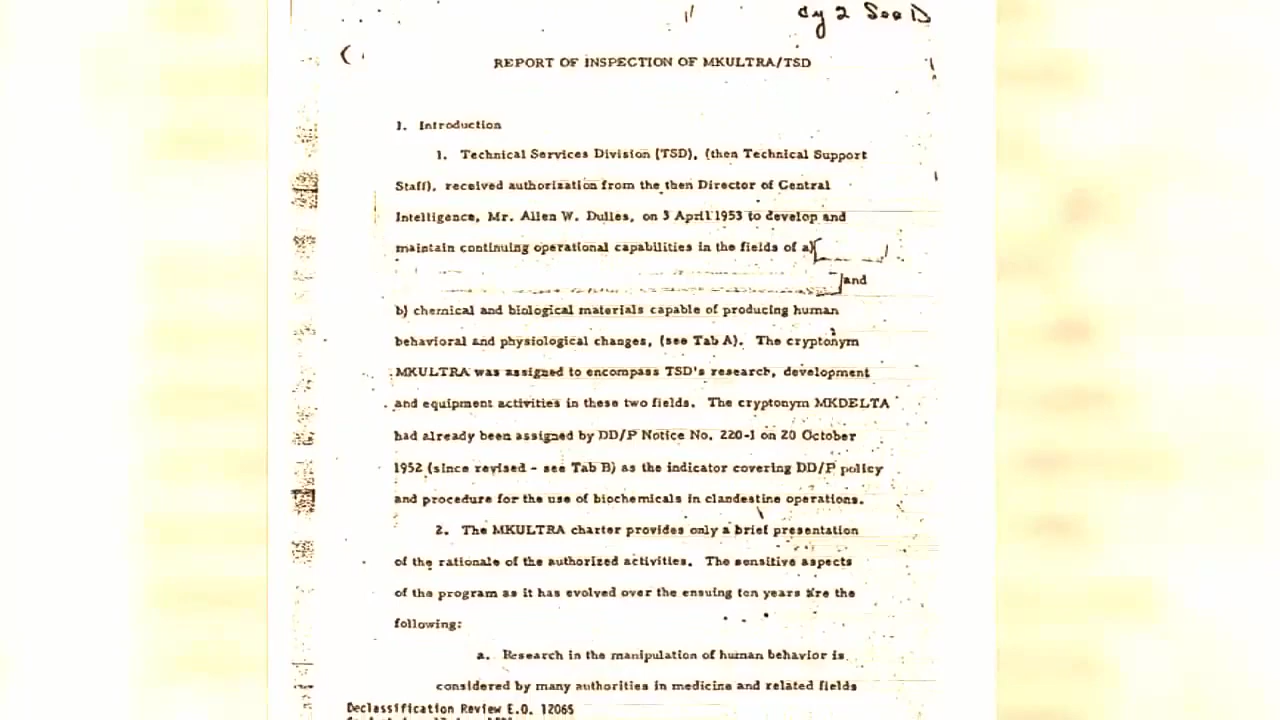 cy 2 See D
REPORT OF INSPECTION OF MKULTRA/TSD
1. Introduction
1. Technical Services Division (TSD), (then Technical Support
Staff), received authorization from the then Director of Central
Intelligence, Mr. Allen W. Dulles, on 3 April 1953 to develop and
maintain continuing operational capabilities in the fields of a)[
]and
b) chemical and biological materials capable of producing human
behavioral and physiological changes, (see Tab A). The cryptonym
MKULTRA was assigned to encompass TSD's research, development
and equipment activities in these two fields. The cryptonym MKDELTA
had already been assigned by DD/P Notice No. 220-1 on 20 October
1952 (since revised - see Tab B) as the indicator covering DD/P policy
and procedure for the use of biochemicals in clandestine operations.
2. The MKULTRA charter provides only a brief presentation
of the rationale of the authorized activities. The sensitive aspects
of the program as it has evolved over the ensuing ten years are the
following:
a. Research in the manipulation of human behavior is
considered by many authorities in medicine and related fields
Declassification Review E.O. 12065